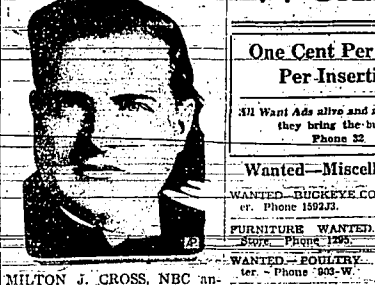 AP
MILTON J. CROSS, NBC an-
One Cent Per
Per Inserti
All Want Ads alive and
they bring the bu
Phone 32
Wanted—Miscell
WANTED—BUCKEYE CO
er. Phone 1592J3.
FURNITURE WANTED.
Store. Phone 1295.
WANTED—POULTRY
ter. - Phone 903-W.